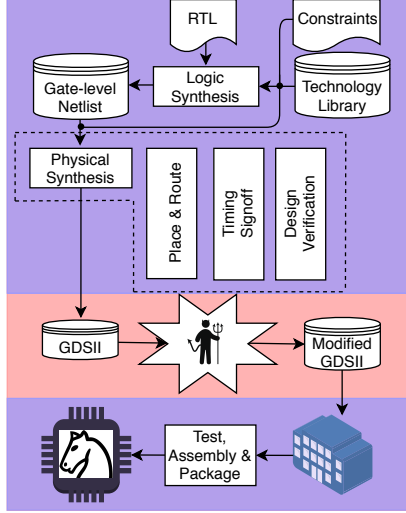 RTL
Constraints
Gate-level
Netlist
Logic
Synthesis
Technology
Library
Physical
Synthesis
Place & Route
Timing
Signoff
Design
Verification
GDSII
Modified
GDSII
Test,
Assembly &
Package